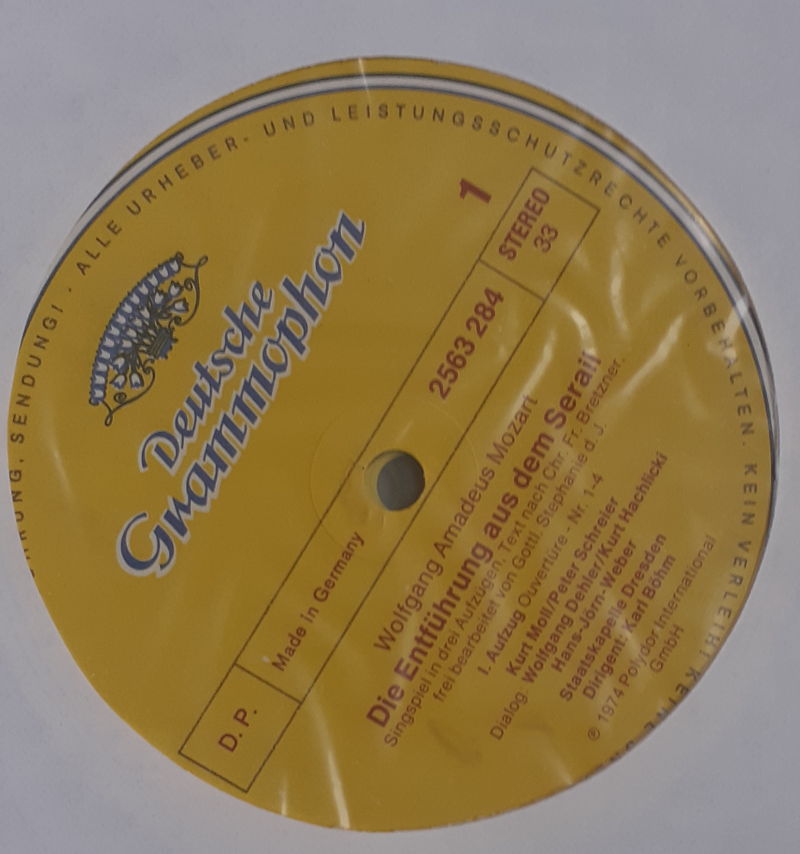 ALLE URHEBER- UND LEISTUNGSSCHUTZRECHTE VORBEHALTEN. KEIN VERLEIH! KEINE
SENDUNG!
Deutsche
Grammophon
1
STEREO
33
2563 284
Made in Germany
D. P.
Wolfgang Amadeus Mozart
Die Entführung aus dem Serail
Singspiel in drei Aufzügen. Text nach Chr. Fr. Bretzner.
frei bearbeitet von Gottl. Stephanie d. J.
I. Aufzug Ouvertüre · Nr. 1-4
Kurt Moll/Peter Schreier
Dialog: Wolfgang Dehler/Kurt Hachlicki
Hans-Jörn Weber
Staatskapelle Dresden
Dirigent: Karl Böhm
℗ 1974 Polydor International
GmbH